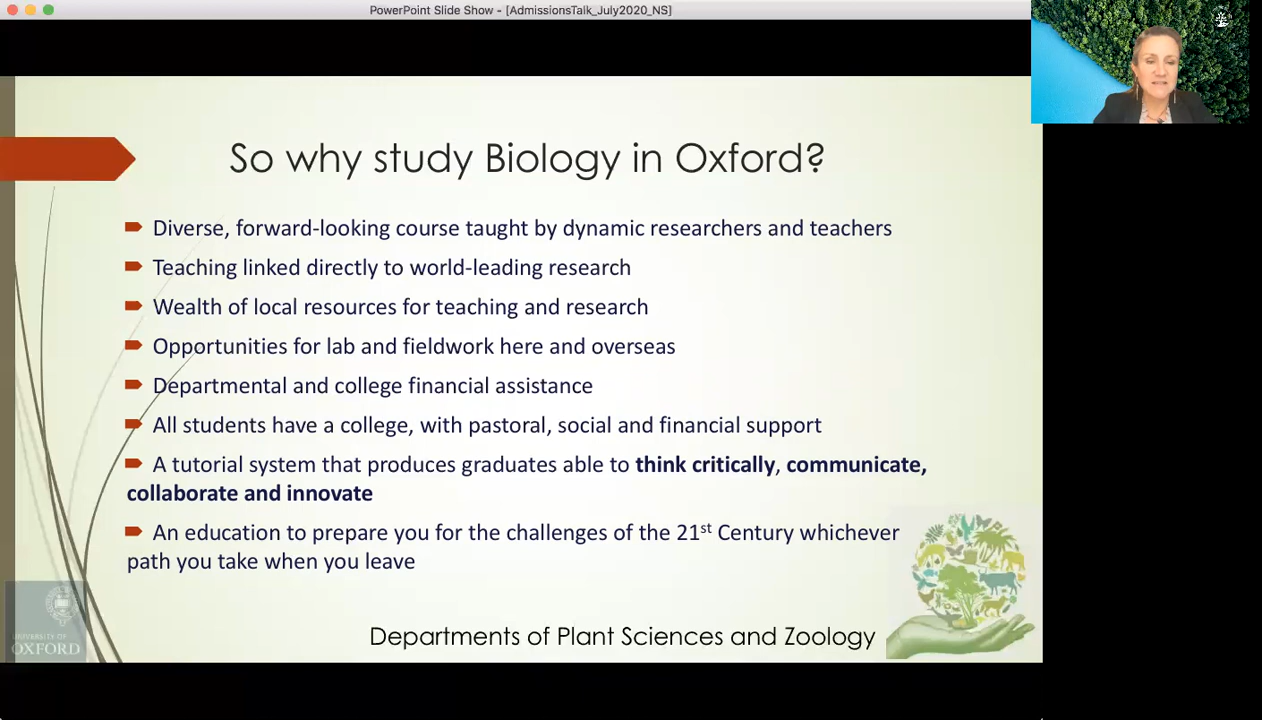 PowerPoint Slide Show - [AdmissionsTalk_July2020_NS]
So why study Biology in Oxford?
Diverse, forward-looking course taught by dynamic researchers and teachers
Teaching linked directly to world-leading research
Wealth of local resources for teaching and research
Opportunities for lab and fieldwork here and overseas
Departmental and college financial assistance
All students have a college, with pastoral, social and financial support
A tutorial system that produces graduates able to think critically, communicate,
collaborate and innovate
An education to prepare you for the challenges of the 21st Century whichever
path you take when you leave
UNIVERSITY OF
OXFORD
Departments of Plant Sciences and Zoology